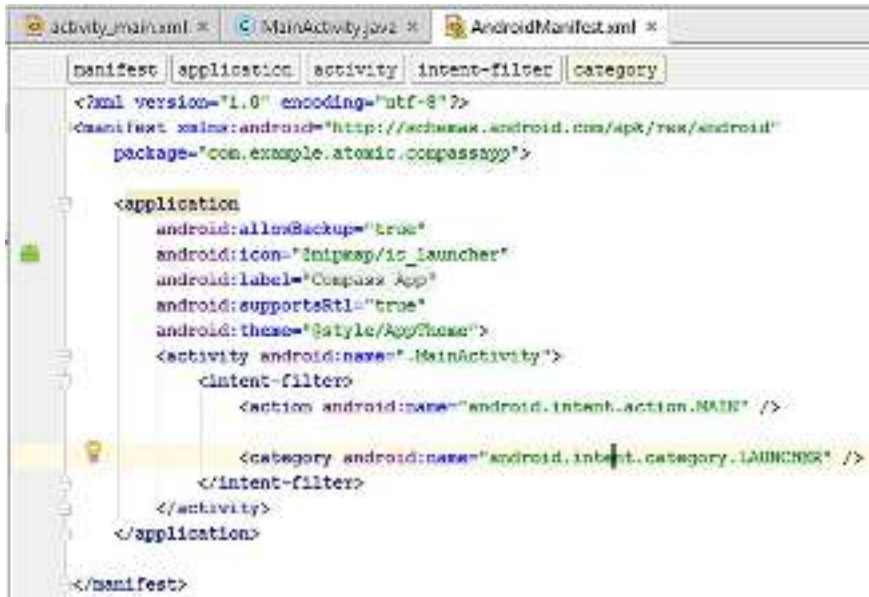 activity_main.xml MainActivity.java AndroidManifest.xml
manifest application activity intent-filter category
<?xml version="1.0" encoding="utf-8"?>
<manifest xmlns:android="http://schemas.android.com/apk/res/android"
package="com.example.atomic.compassapp">
<application
android:allowBackup="true"
android:icon="@mipmap/ic_launcher"
android:label="Compass App"
android:supportsRtl="true"
android:theme="@style/AppTheme">
<activity android:name=".MainActivity">
<intent-filter>
<action android:name="android.intent.action.MAIN" />
<category android:name="android.intent.category.LAUNCHER" />
</intent-filter>
</activity>
</application>
</manifest>